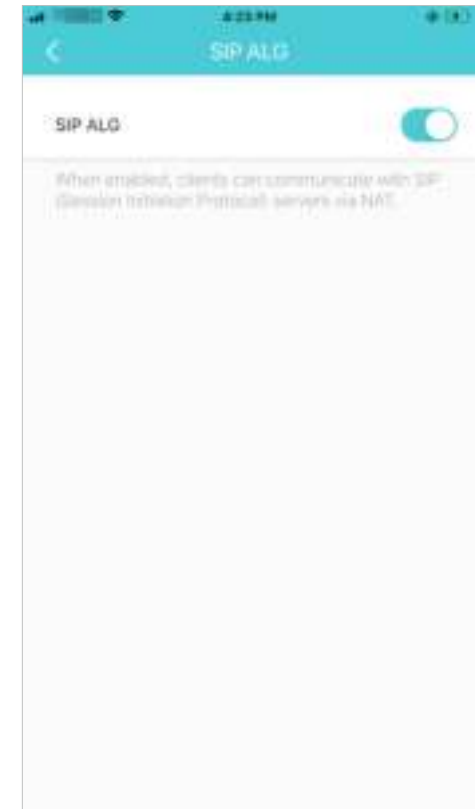 4:23 PM
SIP ALG
SIP ALG
When enabled, clients can communicate with SIP
(Session Initiation Protocol) servers via NAT.